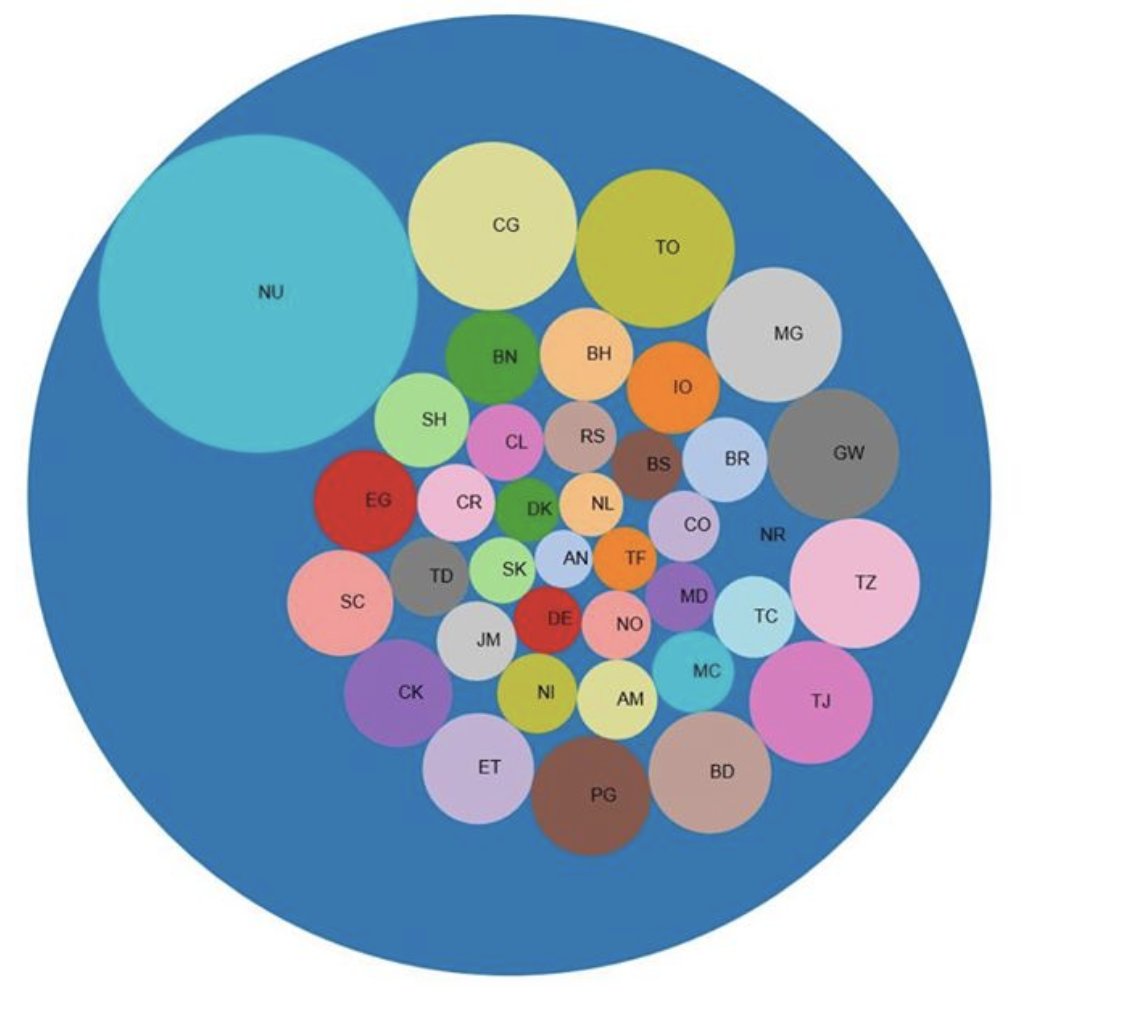 CG
TO
NU
MG
BN
BH
IO
SH
CL
RS
BS
BR
GW
EG
CR
DK
NL
CO
NR
TD
SK
AN
TF
TZ
SC
JM
DE
NO
MD
TC
CK
NI
AM
MC
TJ
ET
PG
BD